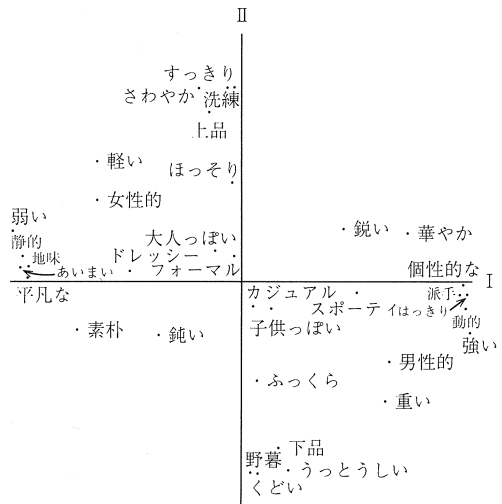 II
すっきり
さわやか 洗練
上品
軽い
ほっそり
女性的
弱い
静的
地味
大人っぽい
ドレッシー
あいまい
フォーマル
鋭い
華やか
個性的な
I
平凡な
カジュアル
派手
スポーティ
はっきり
動的
素朴
鈍い
子供っぽい
強い
男性的
ふっくら
重い
下品
野暮
うっとうしい
くどい